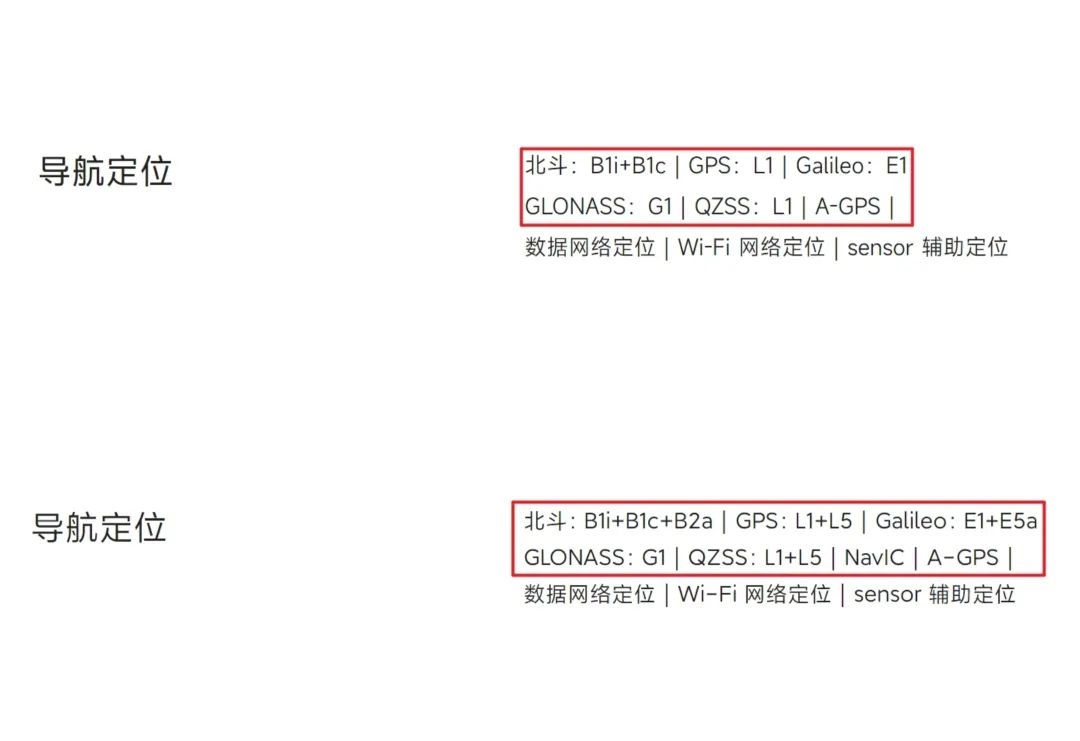 导航定位
北斗：B1i+B1c | GPS：L1 | Galileo：E1
GLONASS：G1 | QZSS：L1 | A-GPS |
数据网络定位 | Wi-Fi 网络定位 | sensor 辅助定位
导航定位
北斗：B1i+B1c+B2a | GPS：L1+L5 | Galileo：E1+E5a
GLONASS：G1 | QZSS：L1+L5 | NavIC | A-GPS |
数据网络定位 | Wi-Fi 网络定位 | sensor 辅助定位